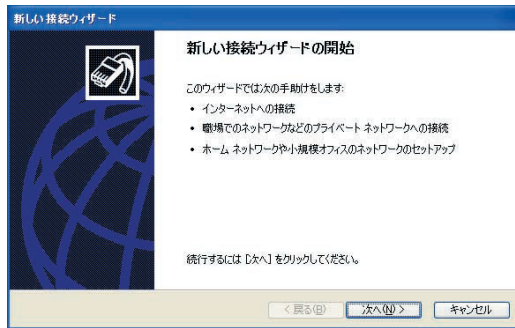 新しい接続ウィザード
新しい接続ウィザードの開始
このウィザードでは次の手助けをします:
• インターネットへの接続
• 職場でのネットワークなどのプライベート ネットワークへの接続
• ホーム ネットワークや小規模オフィスのネットワークのセットアップ
続行するには [次へ] をクリックしてください。
< 戻る(B) 次へ(N) > キャンセル